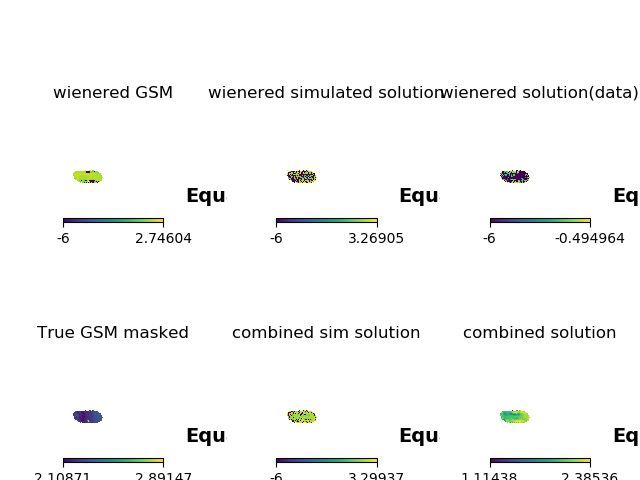 wienered GSM
wienered simulated solution
wienered solution(data)
Equ
Equ
Eq
-6 2.74604
-6 3.26905
-6 -0.494964
True GSM masked
combined sim solution
combined solution
Equ
Equ
Eq
2.10871 2.89147
-6 3.29937
1.11438 2.38536